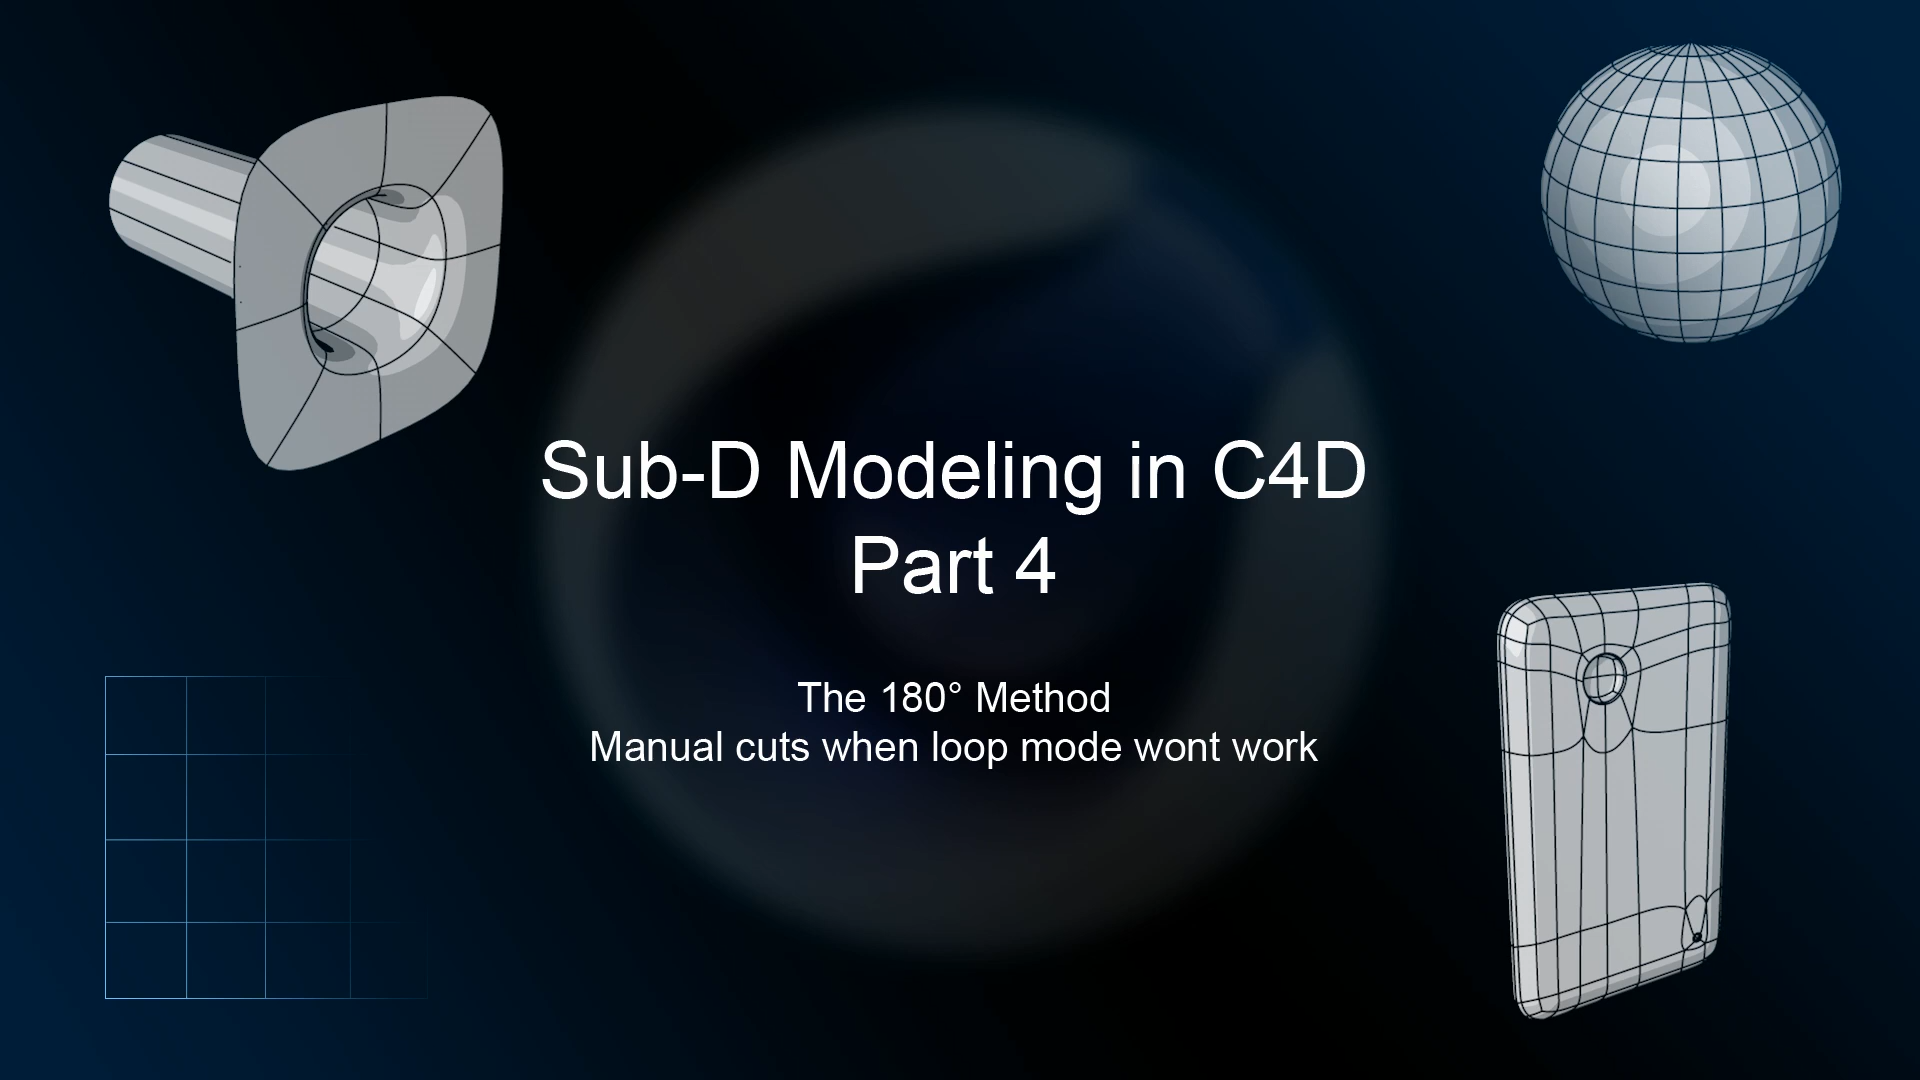 Sub-D Modeling in C4D
Part 4
The 180° Method
Manual cuts when loop mode wont work